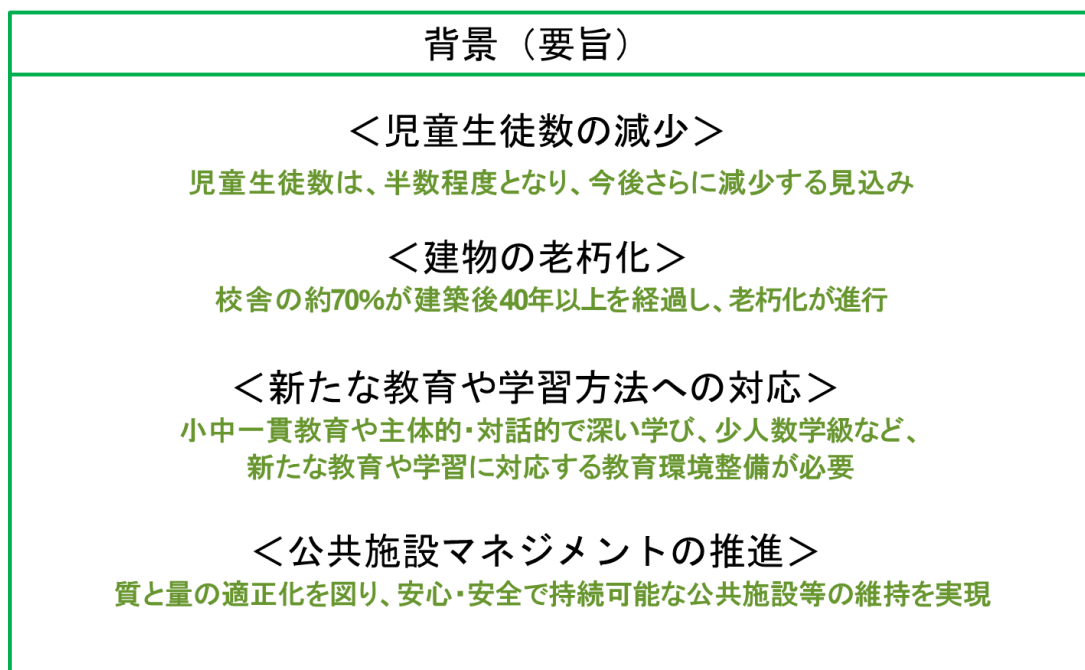 背景（要旨）
＜児童生徒数の減少＞
児童生徒数は、半数程度となり、今後さらに減少する見込み
＜建物の老朽化＞
校舎の約70%が建築後40年以上を経過し、老朽化が進行
＜新たな教育や学習方法への対応＞
小中一貫教育や主体的・対話的で深い学び、少人数学級など、
新たな教育や学習に対応する教育環境整備が必要
＜公共施設マネジメントの推進＞
質と量の適正化を図り、安心・安全で持続可能な公共施設等の維持を実現